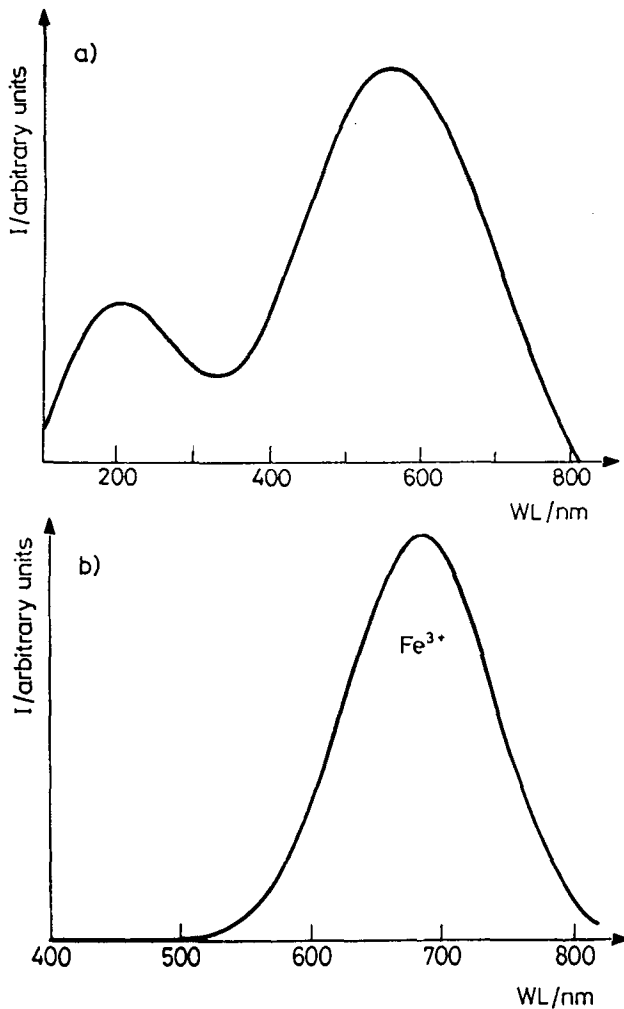 a)
I/arbitrary units
200
400
600
800
WL/nm
b)
I/arbitrary units
Fe³⁺
400
500
600
700
800
WL/nm